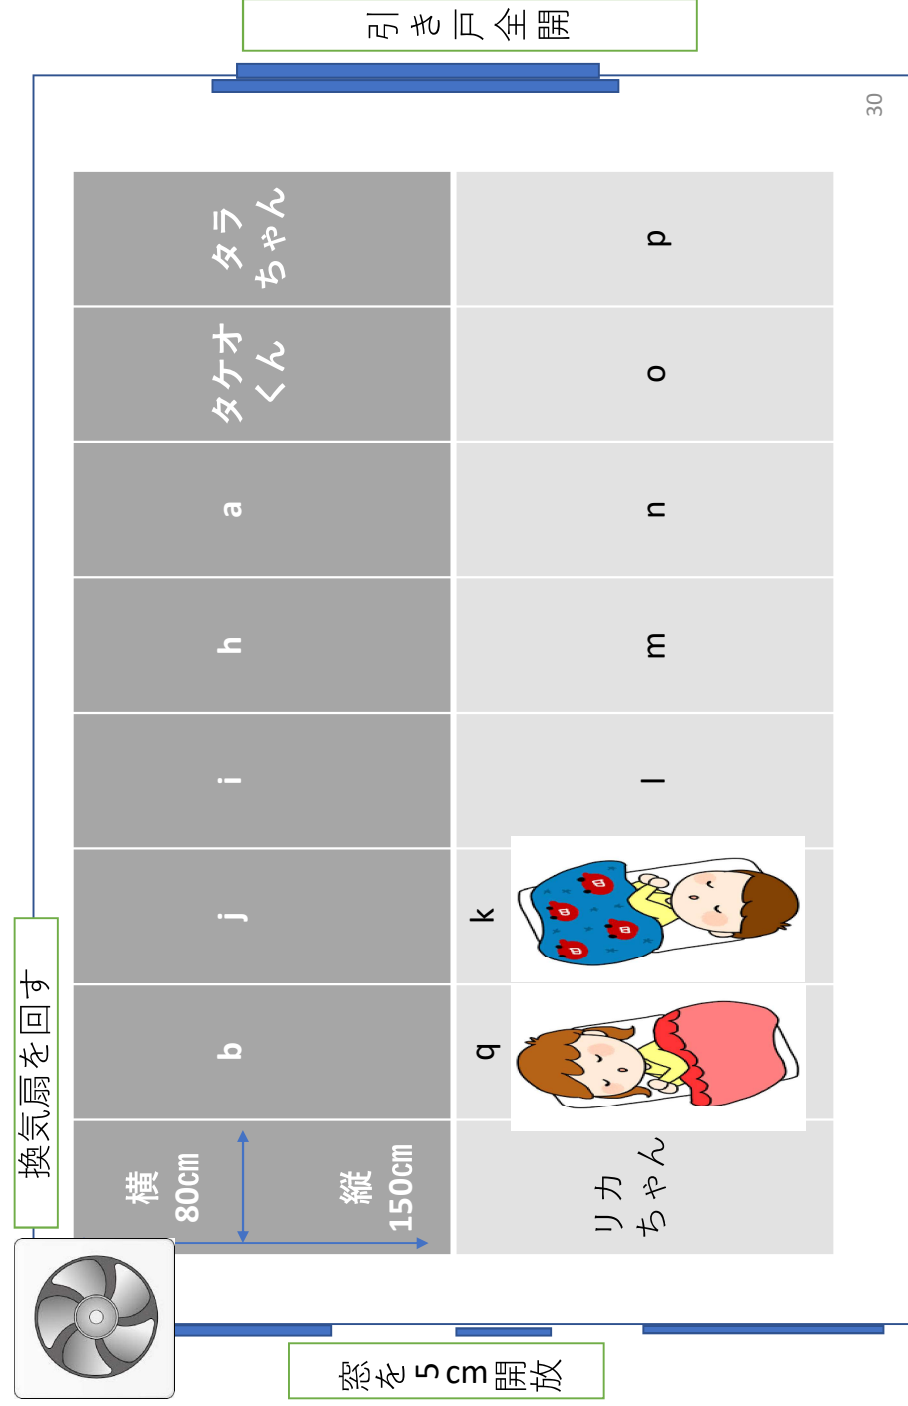 換気扇を回す
横
80㎝
縦
150㎝
b
j
i
h
a
タケオ
くん
タラ
ちゃん
リカ
ちゃん
q
k
l
m
n
o
p
窓を5cm開
放
引き戸全開
30